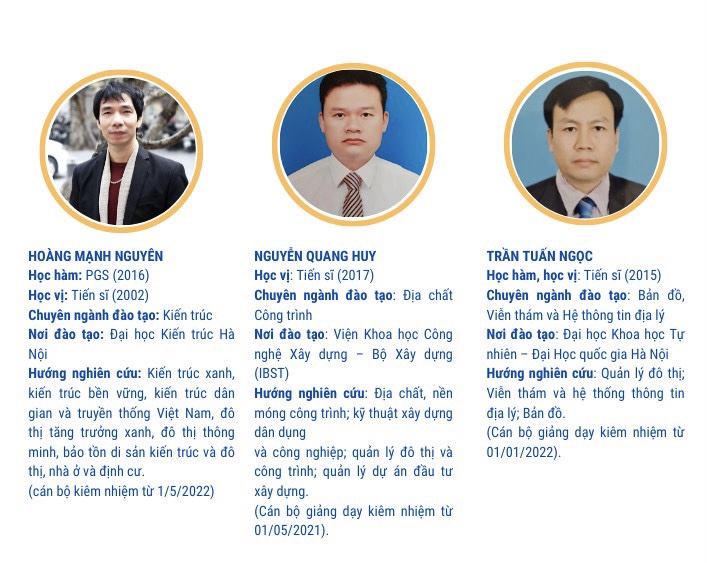 HOÀNG MẠNH NGUYÊN
Học hàm: PGS (2016)
Học vị: Tiến sĩ (2002)
Chuyên ngành đào tạo: Kiến trúc
Nơi đào tạo: Đại học Kiến trúc Hà
Nội
Hướng nghiên cứu: Kiến trúc xanh,
kiến trúc bền vững, kiến trúc dân
gian và truyền thống Việt Nam, đô
thị tăng trưởng xanh, đô thị thông
minh, bảo tồn di sản kiến trúc và đô
thị, nhà ở và định cư.
(cán bộ kiêm nhiệm từ 1/5/2022)
NGUYỄN QUANG HUY
Học vị: Tiến sĩ (2017)
Chuyên ngành đào tạo: Địa chất
Công trình
Nơi đào tạo: Viện Khoa học Công
nghệ Xây dựng – Bộ Xây dựng
(IBST)
Hướng nghiên cứu: Địa chất, nền
móng công trình; kỹ thuật xây dựng
dân dụng
và công nghiệp; quản lý đô thị và
công trình; quản lý dự án đầu tư
xây dựng.
(Cán bộ giảng dạy kiêm nhiệm từ
01/05/2021).
TRẦN TUẤN NGỌC
Học hàm, học vị: Tiến sĩ (2015)
Chuyên ngành đào tạo: Bản đồ,
Viễn thám và Hệ thông tin địa lý
Nơi đào tạo: Đại học Khoa học Tự
nhiên – Đại Học quốc gia Hà Nội
Hướng nghiên cứu: Quản lý đô thị;
Viễn thám và hệ thống thông tin
địa lý; Bản đồ.
(Cán bộ giảng dạy kiêm nhiệm từ
01/01/2022).